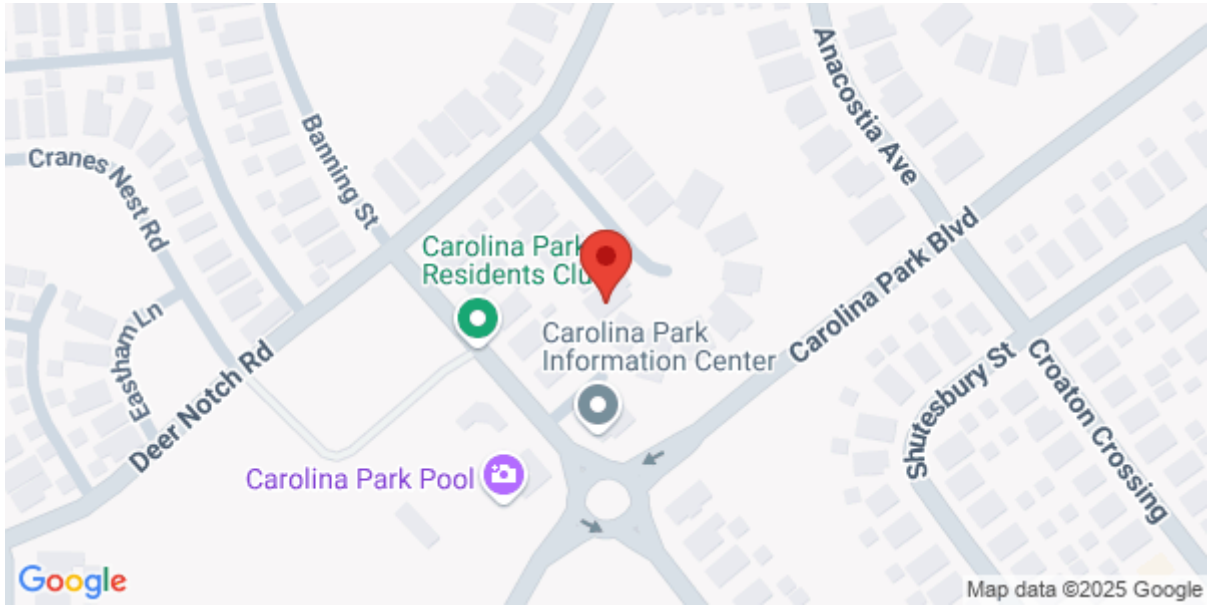 Anacostia Ave
Banning St
Cranes Nest Rd
Carolina Park Blvd
Carolina Park
Residents Clu
Eastham Ln
Carolina Park
Information Center
Deer Notch Rd
Shutesbury St
Croaton Crossing
Carolina Park Pool
Google
Map data ©2025 Google